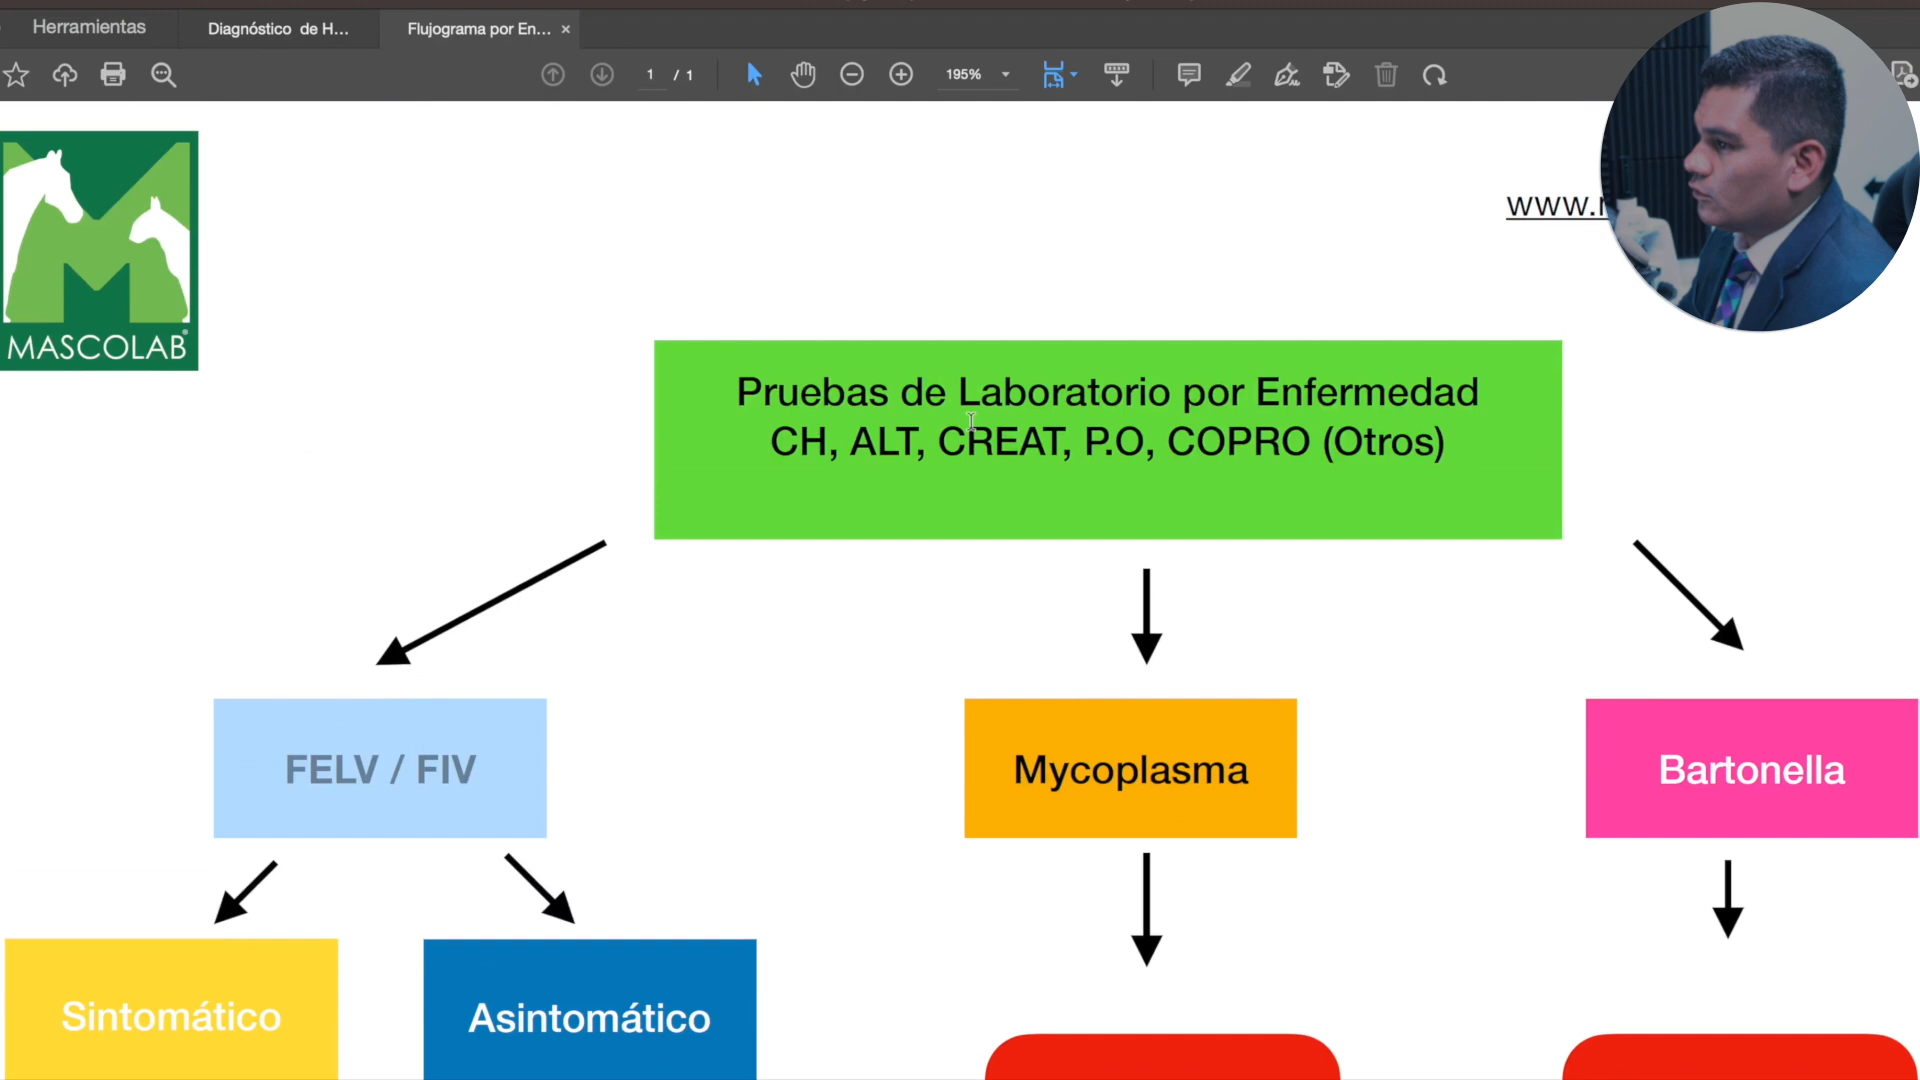 Herramientas
Diagnóstico de H...
Flujograma por En... ×
1 / 1
195%
MASCOLAB®
Pruebas de Laboratorio por Enfermedad
CH, ALT, CREAT, P.O, COPRO (Otros)
FELV / FIV
Mycoplasma
Bartonella
Sintomático
Asintomático